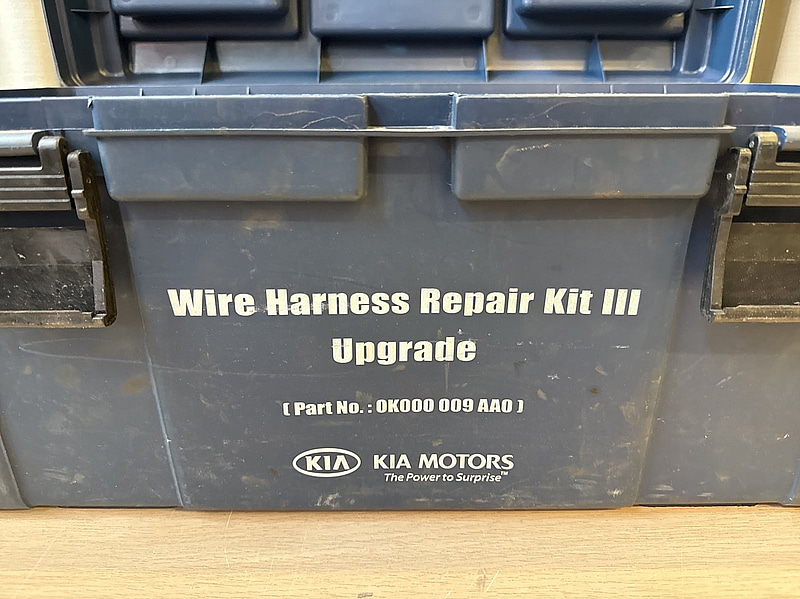 Wire Harness Repair Kit III
Upgrade
( Part No. : 0K000 009 AA0 )
KIA KIA MOTORS
The Power to Surprise™